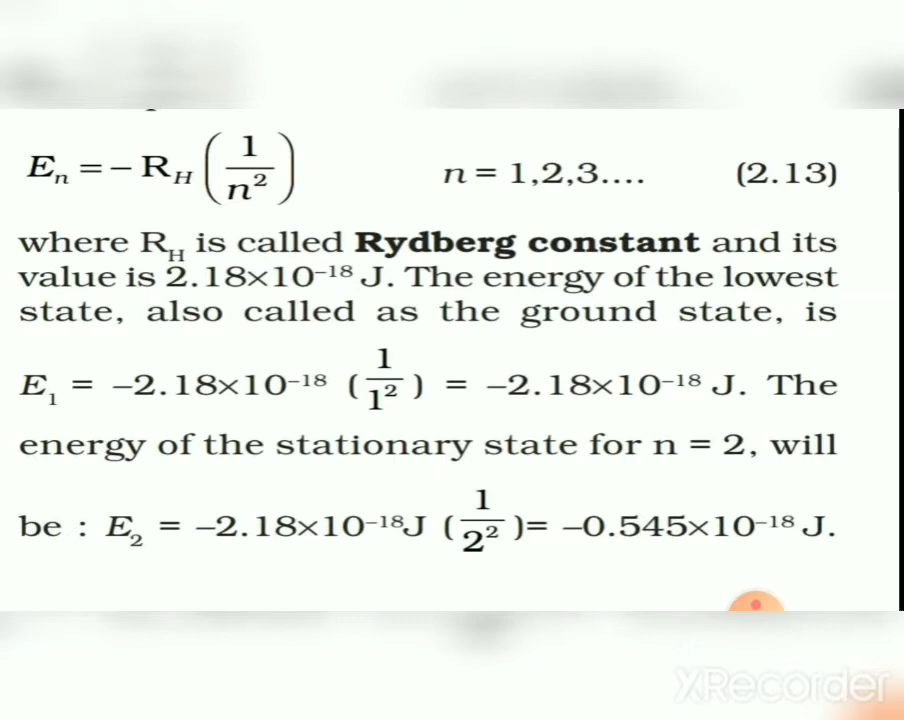 Eₙ = – R_H (1/n²) n = 1,2,3.... (2.13)
where R_H is called Rydberg constant and its
value is 2.18×10⁻¹⁸ J. The energy of the lowest
state, also called as the ground state, is
E₁ = –2.18×10⁻¹⁸ (1/1²) = –2.18×10⁻¹⁸ J. The
energy of the stationary state for n = 2, will
be : E₂ = –2.18×10⁻¹⁸J (1/2²)= –0.545×10⁻¹⁸ J.
XRecorder